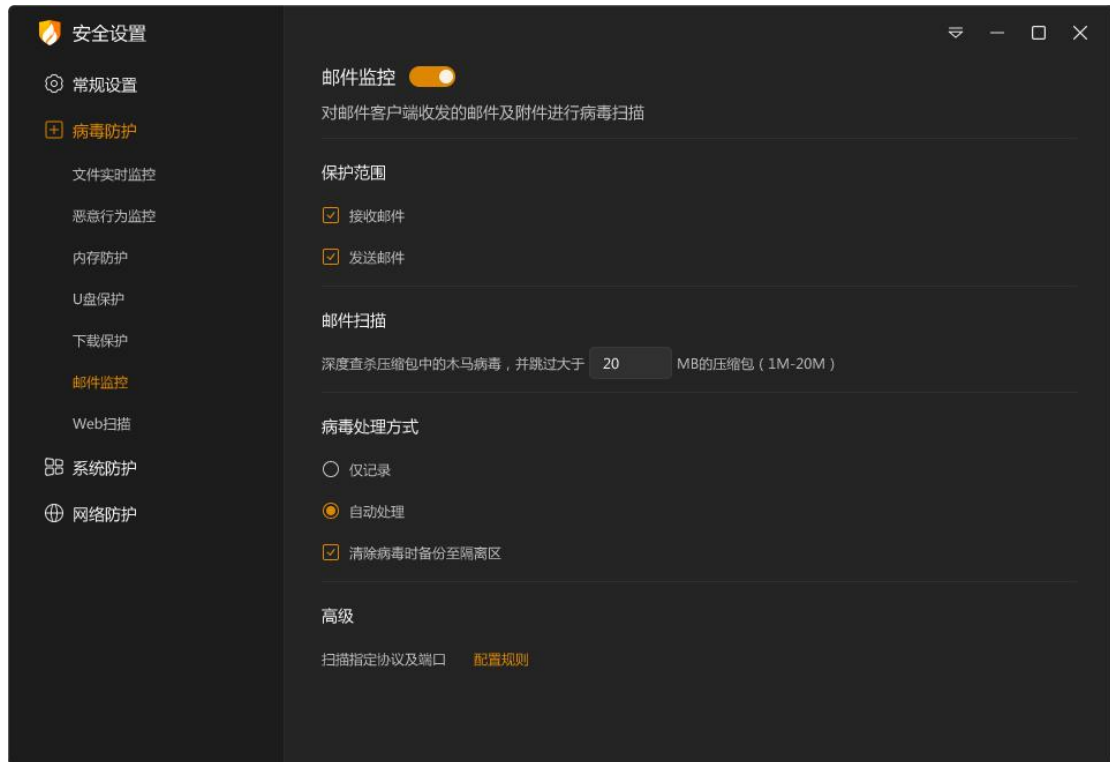 安全设置
常规设置
病毒防护
文件实时监控
恶意行为监控
内存防护
U盘保护
下载保护
邮件监控
Web扫描
系统防护
网络防护
邮件监控
对邮件客户端收发的邮件及附件进行病毒扫描
保护范围
接收邮件
发送邮件
邮件扫描
深度查杀压缩包中的木马病毒，并跳过大于 20 MB的压缩包（1M-20M）
病毒处理方式
仅记录
自动处理
清除病毒时备份至隔离区
高级
扫描指定协议及端口 配置规则